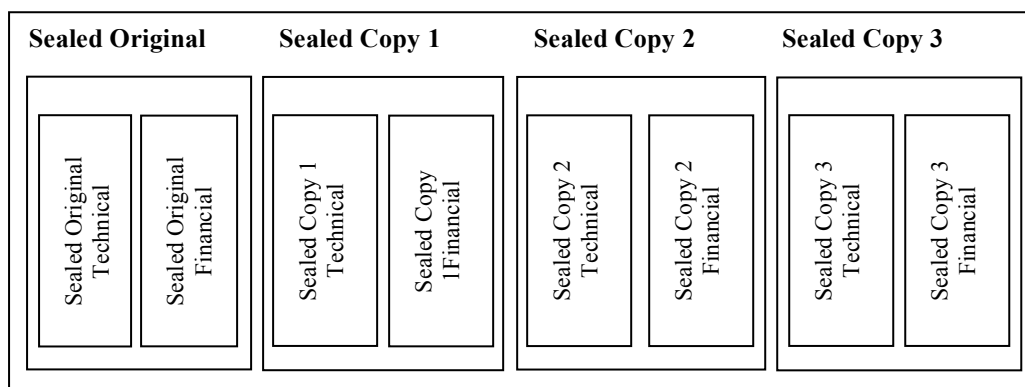 Sealed Original
Sealed Copy 1
Sealed Copy 2
Sealed Copy 3
Sealed Original
Technical
Sealed Original
Financial
Sealed Copy 1
Technical
Sealed Copy
1Financial
Sealed Copy 2
Technical
Sealed Copy 2
Financial
Sealed Copy 3
Technical
Sealed Copy 3
Financial